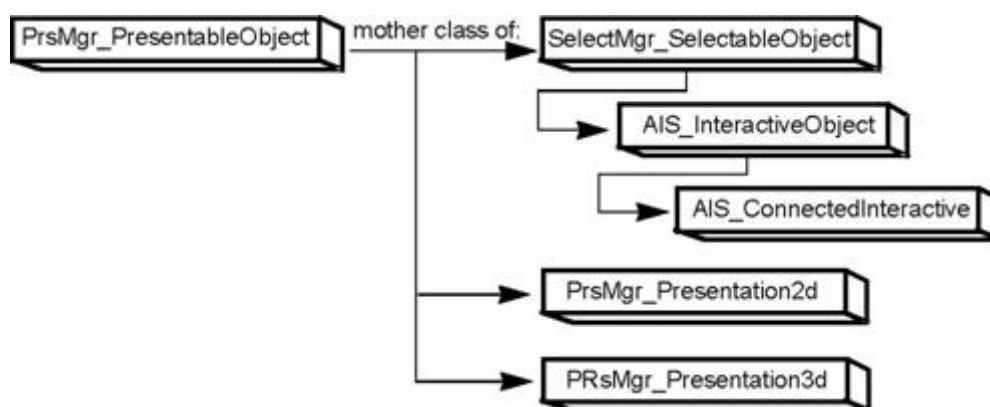 PrsMgr_PresentableObject
mother class of:
SelectMgr_SelectableObject
AIS_InteractiveObject
AIS_ConnectedInteractive
PrsMgr_Presentation2d
PRsMgr_Presentation3d